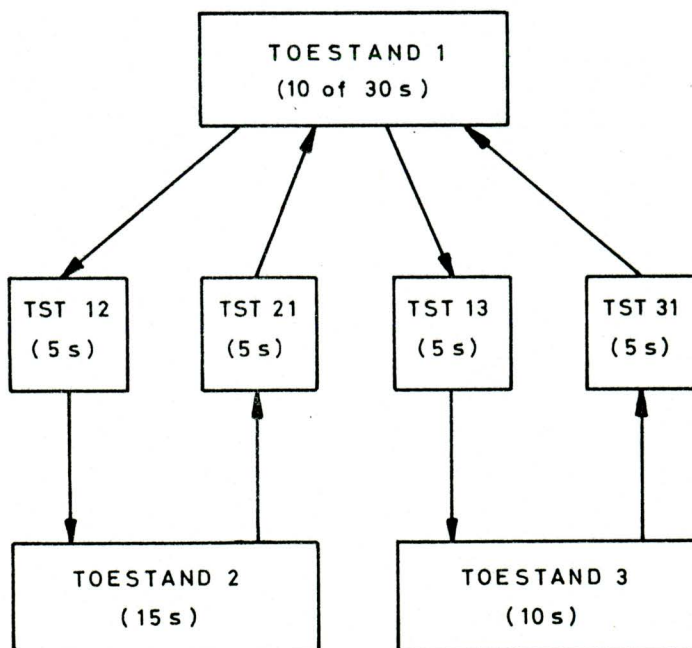 TOESTAND 1
(10 of 30 s)
TST 12
(5 s)
TST 21
(5 s)
TST 13
(5 s)
TST 31
(5 s)
TOESTAND 2
(15 s)
TOESTAND 3
(10 s)